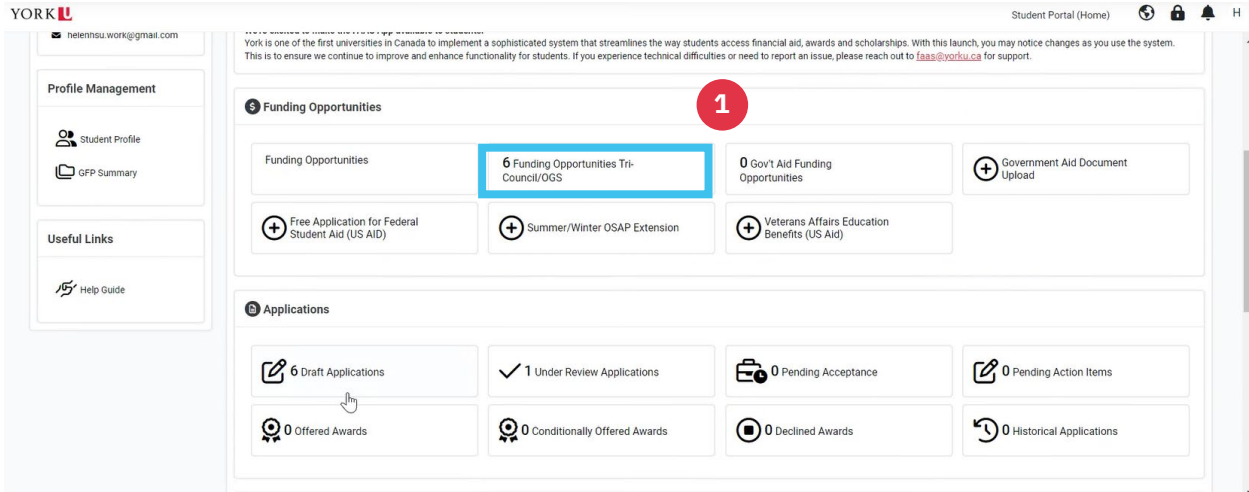 YORK U
Student Portal (Home)
H
helenhsu.work@gmail.com
York is one of the first universities in Canada to implement a sophisticated system that streamlines the way students access financial aid, awards and scholarships. With this launch, you may notice changes as you use the system.
This is to ensure we continue to improve and enhance functionality for students. If you experience technical difficulties or need to report an issue, please reach out to faas@yorku.ca for support.
Profile Management
Student Profile
GFP Summary
Useful Links
Help Guide
Funding Opportunities
1
Funding Opportunities
6 Funding Opportunities Tri-
Council/OGS
0 Gov't Aid Funding
Opportunities
Government Aid Document
Upload
Free Application for Federal
Student Aid (US AID)
Summer/Winter OSAP Extension
Veterans Affairs Education
Benefits (US Aid)
Applications
6 Draft Applications
1 Under Review Applications
0 Pending Acceptance
0 Pending Action Items
0 Offered Awards
0 Conditionally Offered Awards
0 Declined Awards
0 Historical Applications